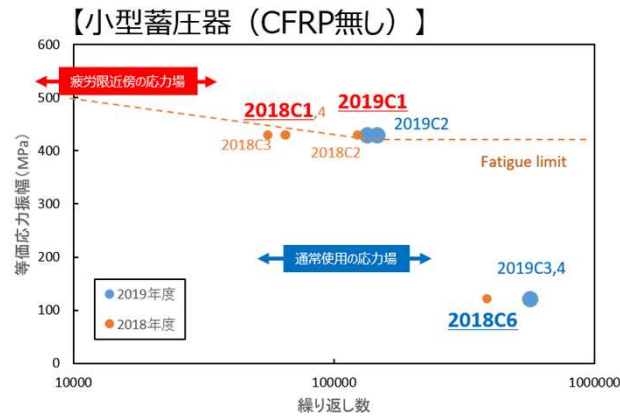 【小型蓄圧器（CFRP無し）】
600
500
400
300
200
100
0
等価応力振幅(MPa)
疲労限近傍の応力場
2018C1,4
2019C1
2019C2
2018C3
2018C2
Fatigue limit
通常使用の応力場
2019C3,4
2018C6
2019年度
2018年度
10000
100000
1000000
繰り返し数